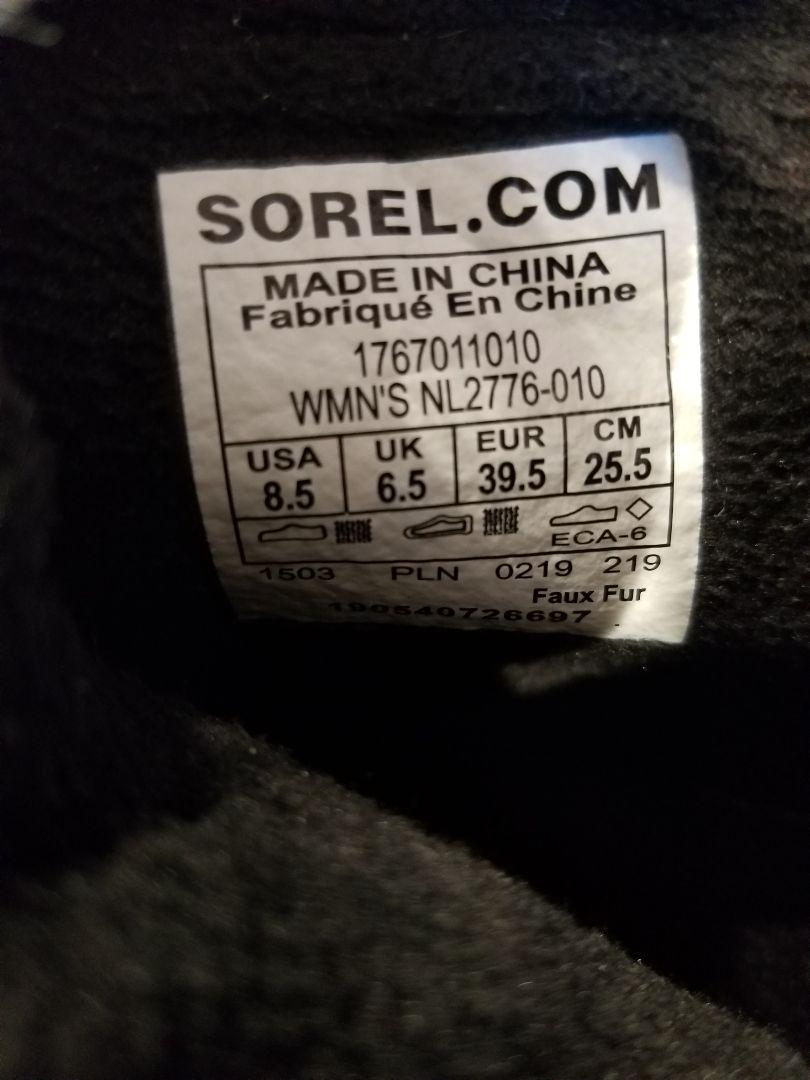 SOREL.COM
MADE IN CHINA
Fabriqué En Chine
1767011010
WMN'S NL2776-010
USA UK EUR CM
8.5 6.5 39.5 25.5
ECA-6
1503 PLN 0219 219
Faux Fur
190540726697